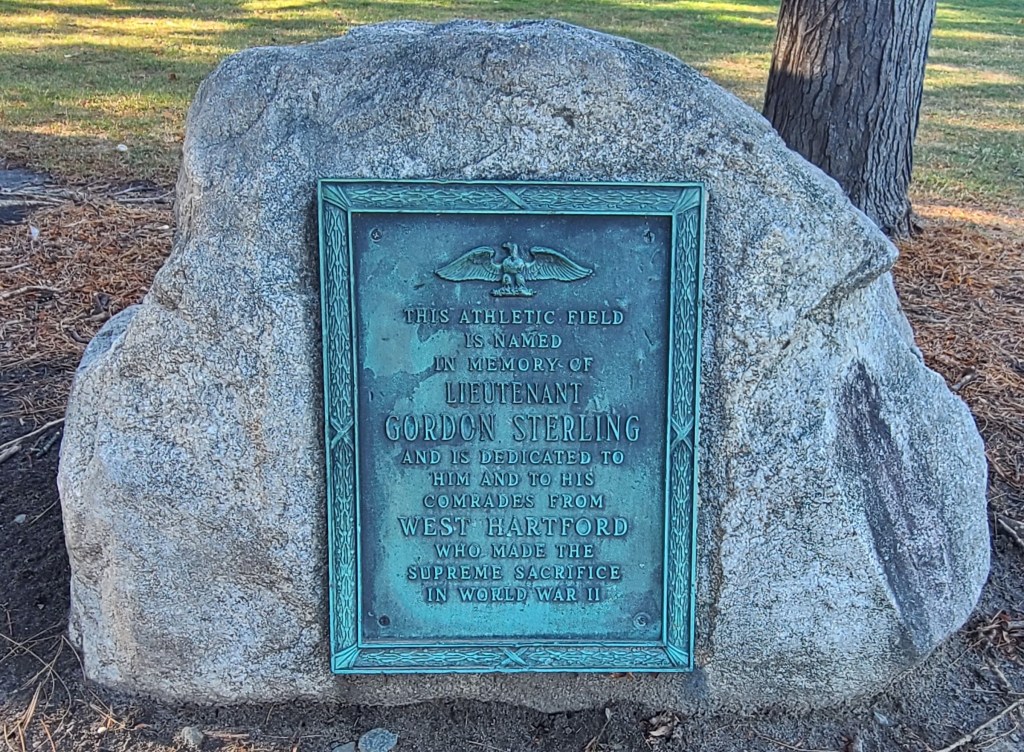 THIS ATHLETIC FIELD
IS NAMED
IN MEMORY OF
LIEUTENANT
GORDON STERLING
AND IS DEDICATED TO
HIM AND TO HIS
COMRADES FROM
WEST HARTFORD
WHO MADE THE
SUPREME SACRIFICE
IN WORLD WAR II